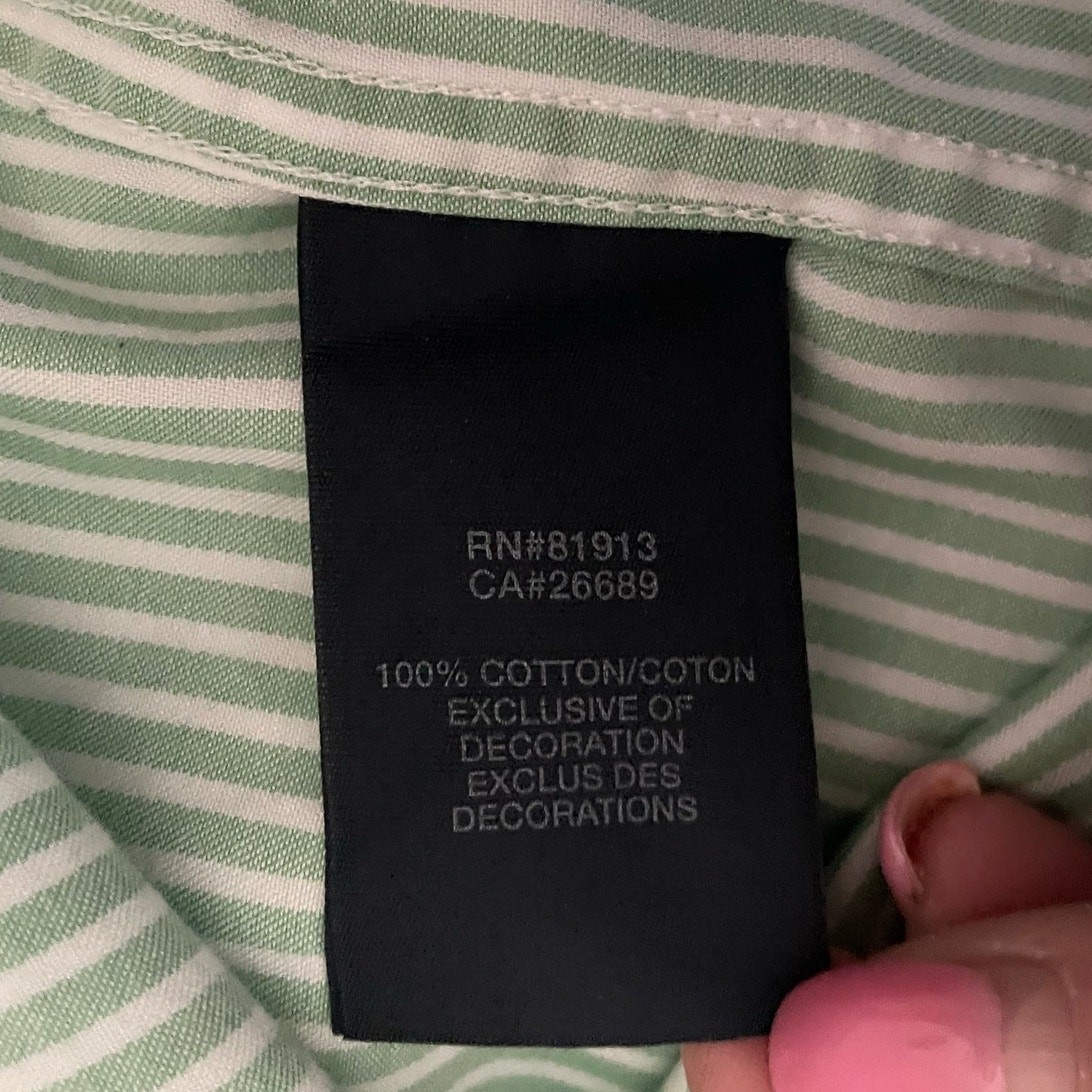 RN#81913
CA#26689
100% COTTON/COTON
EXCLUSIVE OF
DECORATION
EXCLUS DES
DECORATIONS